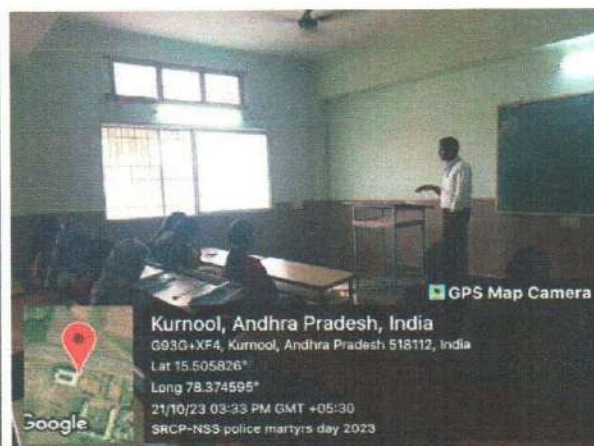 GPS Map Camera
Kurnool, Andhra Pradesh, India
G93G+XF4, Kurnool, Andhra Pradesh 518112, India
Lat 15.505826°
Long 78.374595°
21/10/23 03:33 PM GMT +05:30
SRCP-NSS police martyrs day 2023
Google